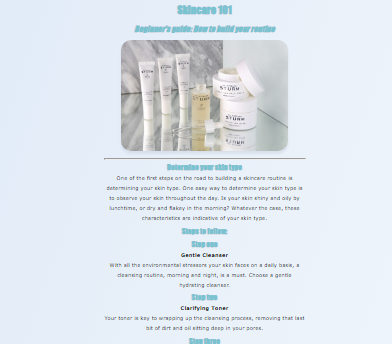 Skincare 101
Beginner's guide: How to build your routine
STURM
STURM
Determine your skin type
One of the first steps on the road to building a skincare routine is
determining your skin type. One easy way to determine your skin type is
to observe your skin throughout the day. Is your skin shiny and oily by
lunchtime, or dry and flakey in the morning? Whatever the case, these
characteristics are indicative of your skin type.
Steps to follow:
Step one
Gentle Cleanser
With all the environmental stressors your skin faces on a daily basis, a
cleansing routine, morning and night, is a must. Choose a gentle
hydrating cleanser.
Step two
Clarifying Toner
Your toner is key to wrapping up the cleansing process, removing that last
bit of dirt and oil sitting deep in your pores.
Step three